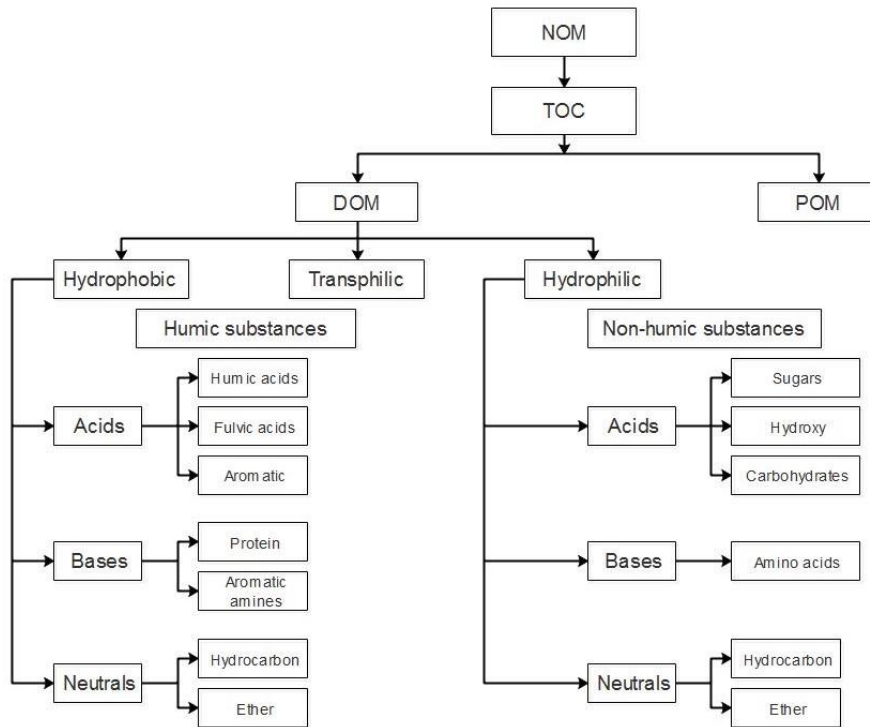 NOM
TOC
DOM
POM
Hydrophobic
Transphilic
Hydrophilic
Humic substances
Non-humic substances
Acids
Humic acids
Fulvic acids
Aromatic
Bases
Protein
Aromatic
amines
Neutrals
Hydrocarbon
Ether
Acids
Sugars
Hydroxy
Carbohydrates
Bases
Amino acids
Neutrals
Hydrocarbon
Ether